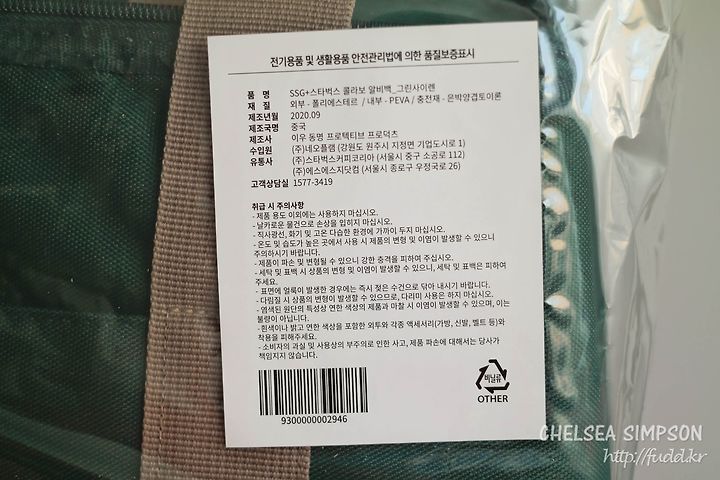 전기용품 및 생활용품 안전관리법에 의한 품질보증표시
품 명 SSG+스타벅스 콜라보 알비백_그린사이렌
재 질 외부 - 폴리에스테르 / 내부 - PEVA / 충전재 - 은박양겹토이론
제조년월 2020.09
제조국명 중국
제조사 이우 동명 프로텍티브 프로덕츠
수입원 (주)네오플램 (강원도 원주시 지정면 기업도시로 1)
유통사 (주)스타벅스커피코리아 (서울시 중구 소공로 112)
(주)에스에스지닷컴 (서울시 종로구 우정국로 26)
고객상담실 1577-3419
취급 시 주의사항
- 제품 용도 이외에는 사용하지 마십시오.
- 날카로운 물건으로 손상을 입히지 마십시오.
- 직사광선, 화기 및 고온 다습한 환경에 가까이 두지 마십시오.
- 온도 및 습도가 높은 곳에서 사용 시 제품의 변형 및 이염이 발생할 수 있으니
주의하시기 바랍니다.
- 제품이 파손 및 변형될 수 있으니 강한 충격을 피하여 주십시오.
- 세탁 및 표백 시 상품의 변형 및 이염이 발생할 수 있으니, 세탁 및 표백은 피하여
주세요.
- 표면에 얼룩이 발생한 경우에는 즉시 젖은 수건으로 닦아 내시기 바랍니다.
- 다림질 시 상품의 변형이 발생할 수 있으므로, 다리미 사용은 하지 마십시오.
- 염색된 원단의 특성상 연한 색상의 제품과 마찰 시 이염이 발생할 수 있으며, 이는
불량이 아닙니다.
- 흰색이나 밝고 연한 색상을 포함한 외투와 각종 액세서리(가방, 신발, 벨트 등)와
착용을 피해주세요.
- 소비자의 과실 및 사용상의 부주의로 인한 사고, 제품 파손에 대해서는 당사가
책임지지 않습니다.
9300000002946
비닐류
OTHER
CHELSEA SIMPSON
http://fudd.kr